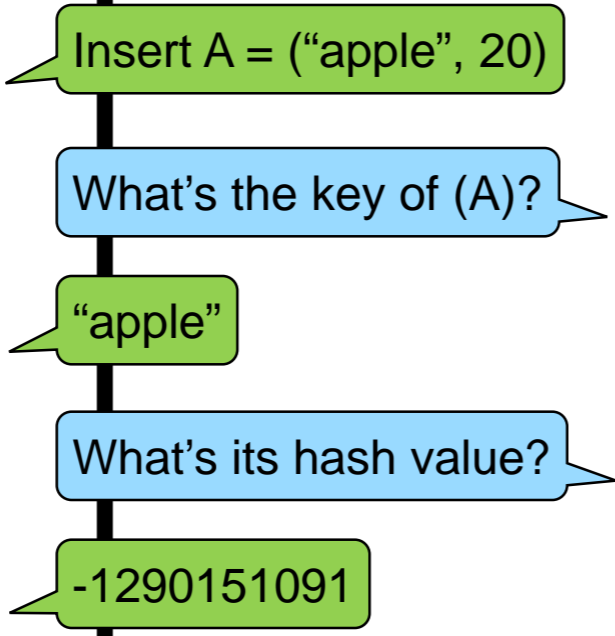 Insert A = (“apple”, 20)
What’s the key of (A)?
“apple”
What’s its hash value?
-1290151091